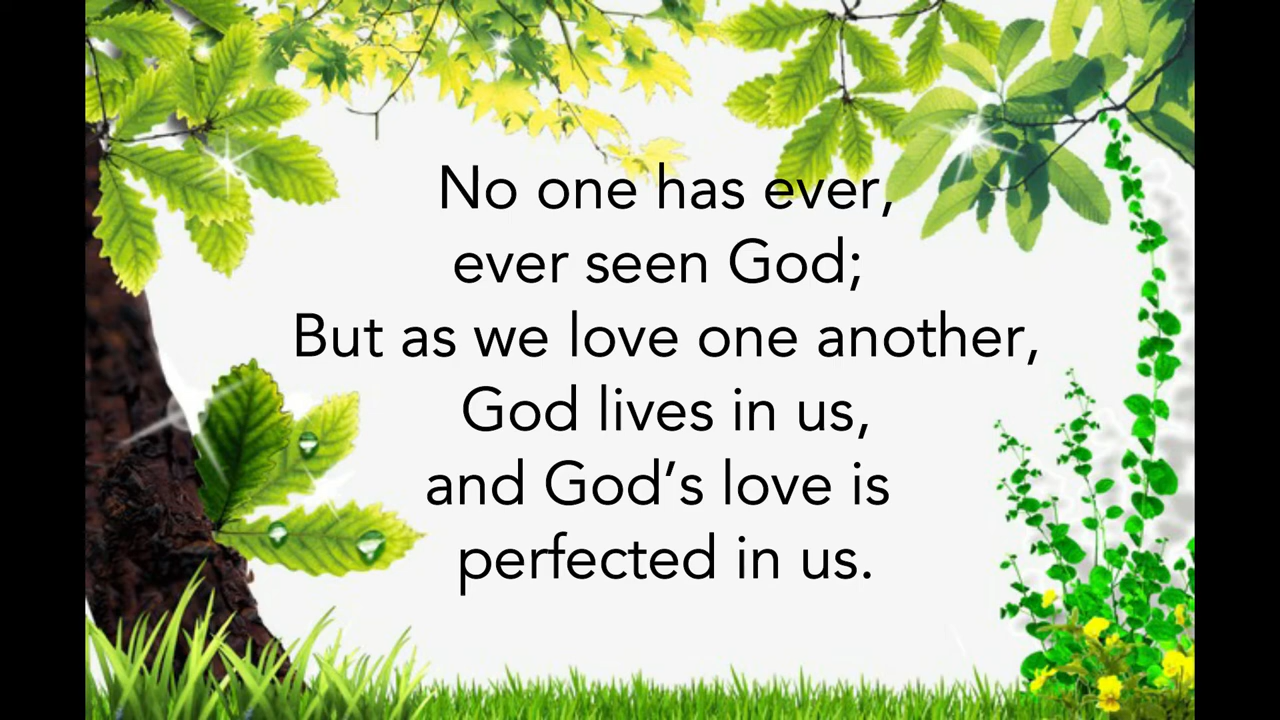 No one has ever,
ever seen God;
But as we love one another,
God lives in us,
and God’s love is
perfected in us.